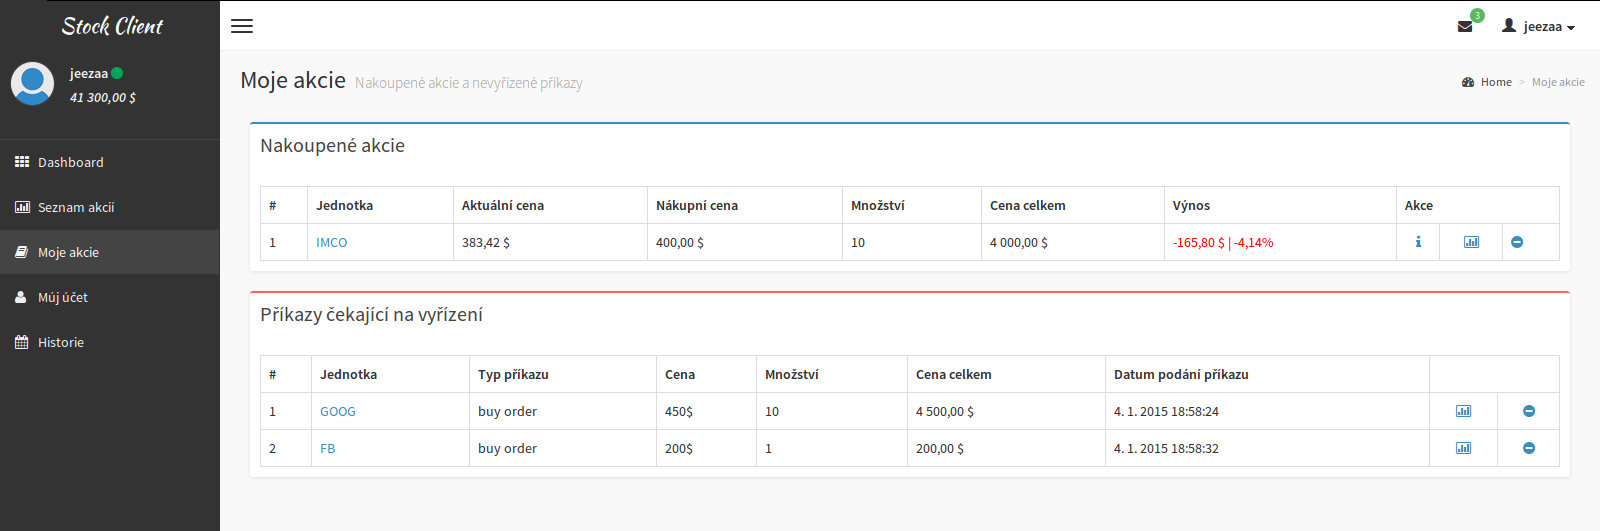 Stock Client
3
jeezaa
jeezaa
41 300,00 $
Moje akcie Nakoupené akcie a nevyřízené příkazy
Home > Moje akcie
Dashboard
Seznam akcií
Moje akcie
Múj účet
Historie
Nakoupené akcie
# Jednotka Aktuální cena Nákupní cena Množství Cena celkem Výnos Akce
1 IMCO 383,42 $ 400,00 $ 10 4 000,00 $ -165,80 $ | -4,14%
Příkazy čekající na vyřízení
# Jednotka Typ příkazu Cena Množství Cena celkem Datum podání příkazu
1 GOOG buy order 450$ 10 4 500,00 $ 4. 1. 2015 18:58:24
2 FB buy order 200$ 1 200,00 $ 4. 1. 2015 18:58:32